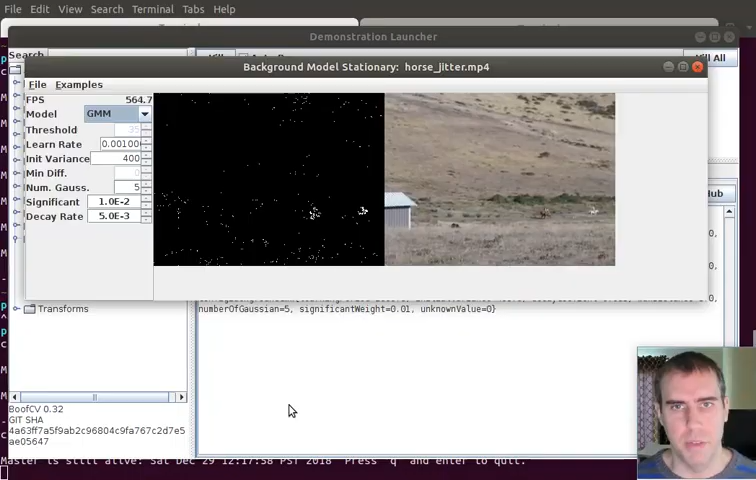 File Edit View Search Terminal Tabs Help
Demonstration Launcher
Search
Kill All
Background Model Stationary: horse_jitter.mp4
File Examples
FPS 564.7
Model GMM
Threshold 35
Learn Rate 0.00100
Init Variance 400
Min Diff. 0
Num. Gauss. 5
Significant 1.0E-2
Decay Rate 5.0E-3
Transforms
numberOfGaussian=5, significantWeight=0.01, unknownValue=0}
BoofCV 0.32
GIT SHA
4a63ff7a5f9ab2c96804c9fa767c2d7e5
ae05647
Master is still alive: Sat Dec 29 12:17:58 PST 2018 Press 'q' and enter to quit.